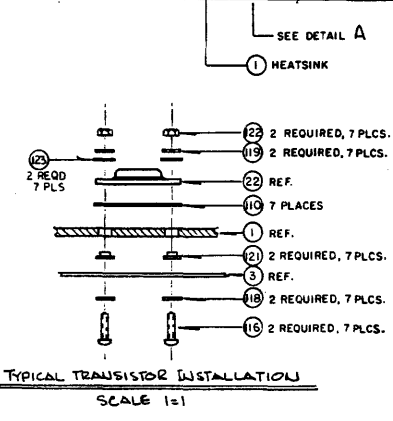 SEE DETAIL A
1 HEATSINK
122 2 REQUIRED, 7 PLCS.
119 2 REQUIRED, 7 PLCS.
123
2 REQD
7 PLS
22 REF.
110 7 PLACES
1 REF.
121 2 REQUIRED, 7 PLCS.
3 REF.
118 2 REQUIRED, 7 PLCS.
116 2 REQUIRED, 7 PLCS.
TYPICAL TRANSISTOR INSTALLATION
SCALE 1=1